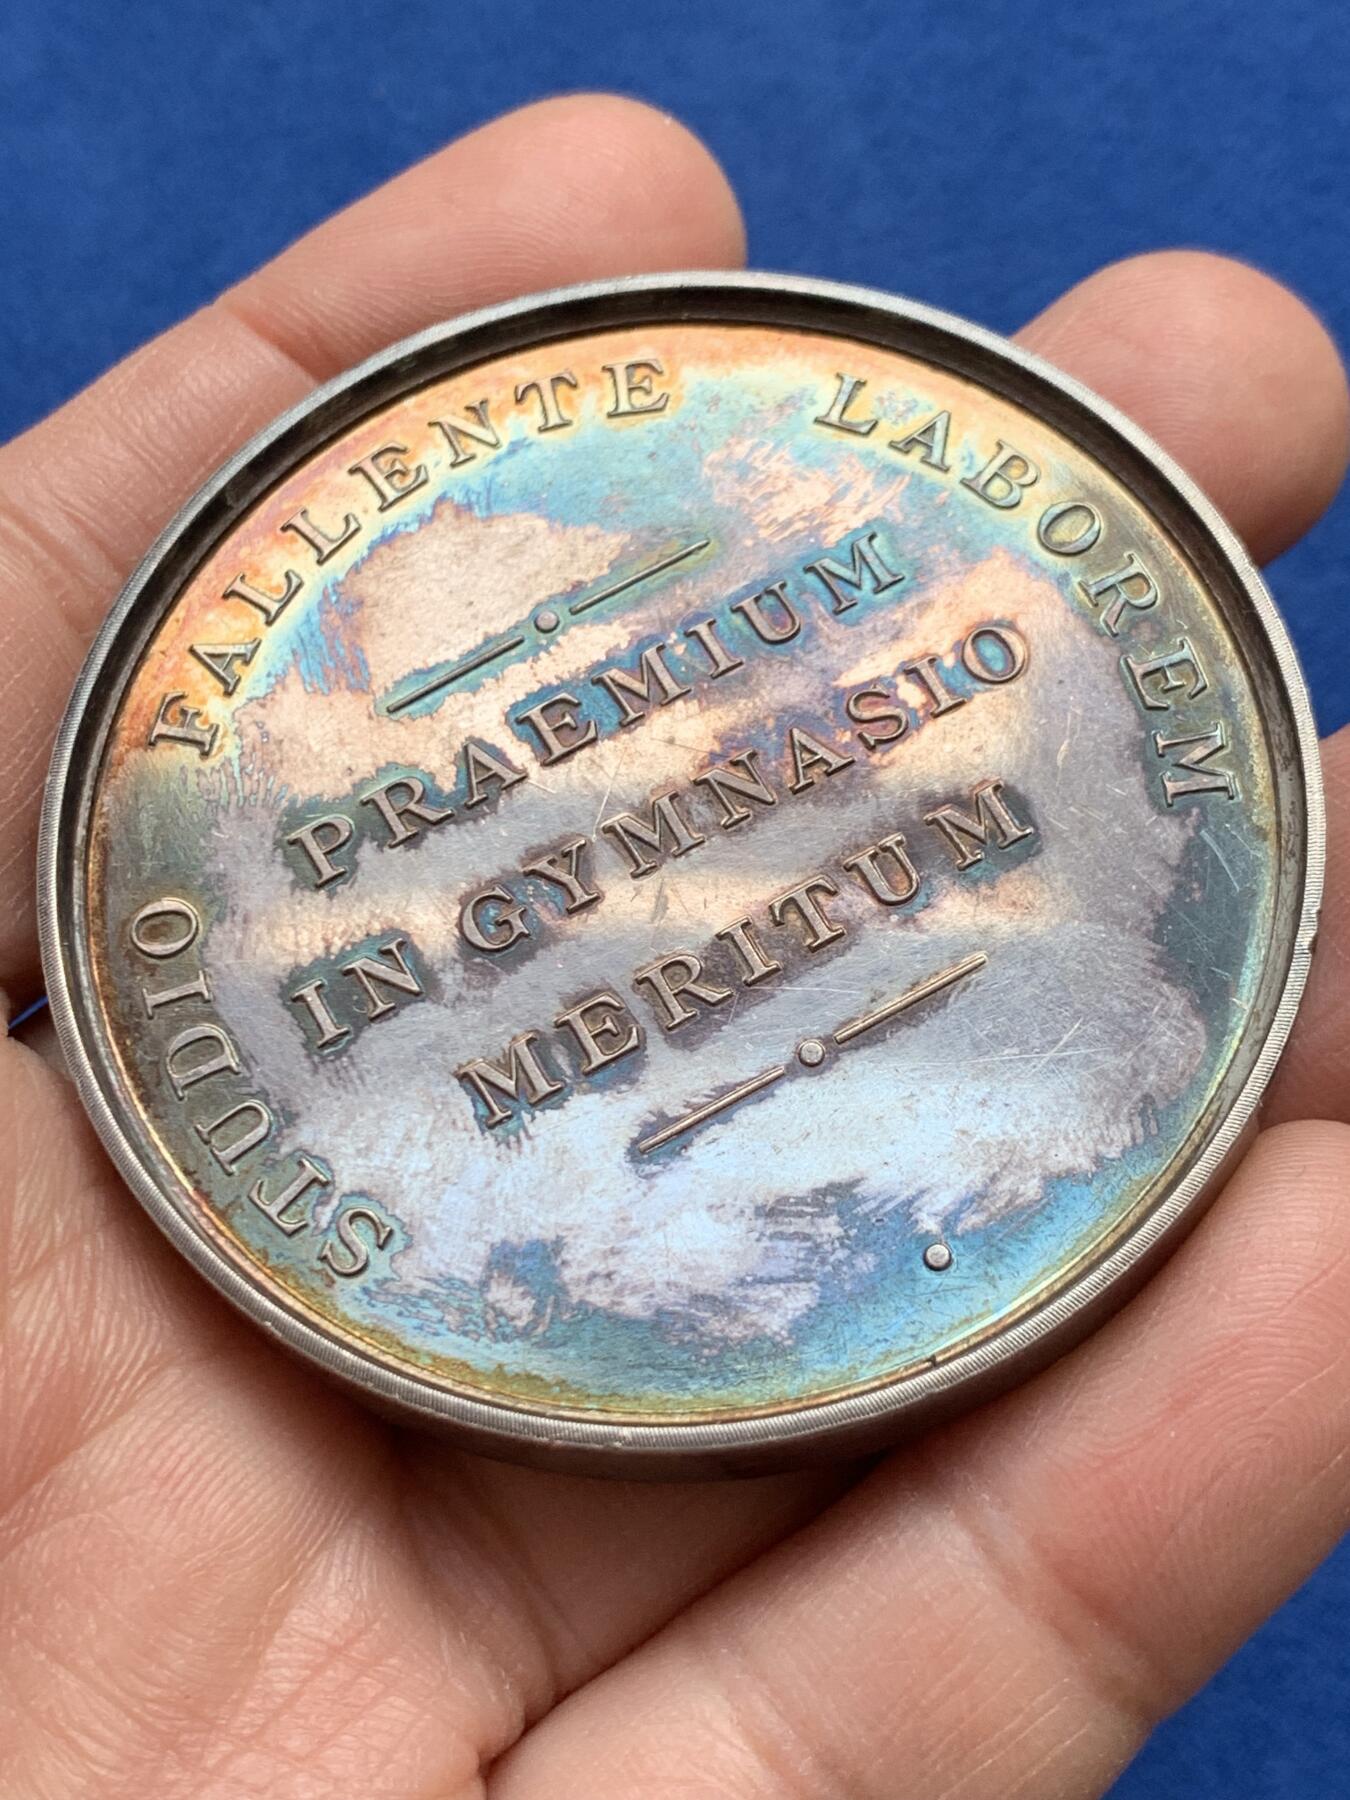 STUDIO FALLENTE LABOREM
PRAEMIUM
IN GYMNASIO
MERITUM